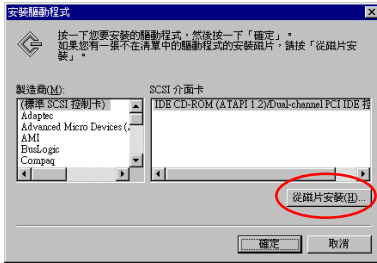 安裝驅動程式
按一下您要安裝的驅動程式，然後按一下「確定」。
如果您有一張不在清單中的驅動程式的安裝磁片，請按「從磁片安
裝」。
製造商(M):
SCSI 介面卡
(標準 SCSI 控制卡)
Adaptec
Advanced Micro Devices (,
AMI
BusLogic
Compaq
IDE CD-ROM (ATAPI 1.2)/Dual-channel PCI IDE 控
從磁片安裝(H)...
確定
取消